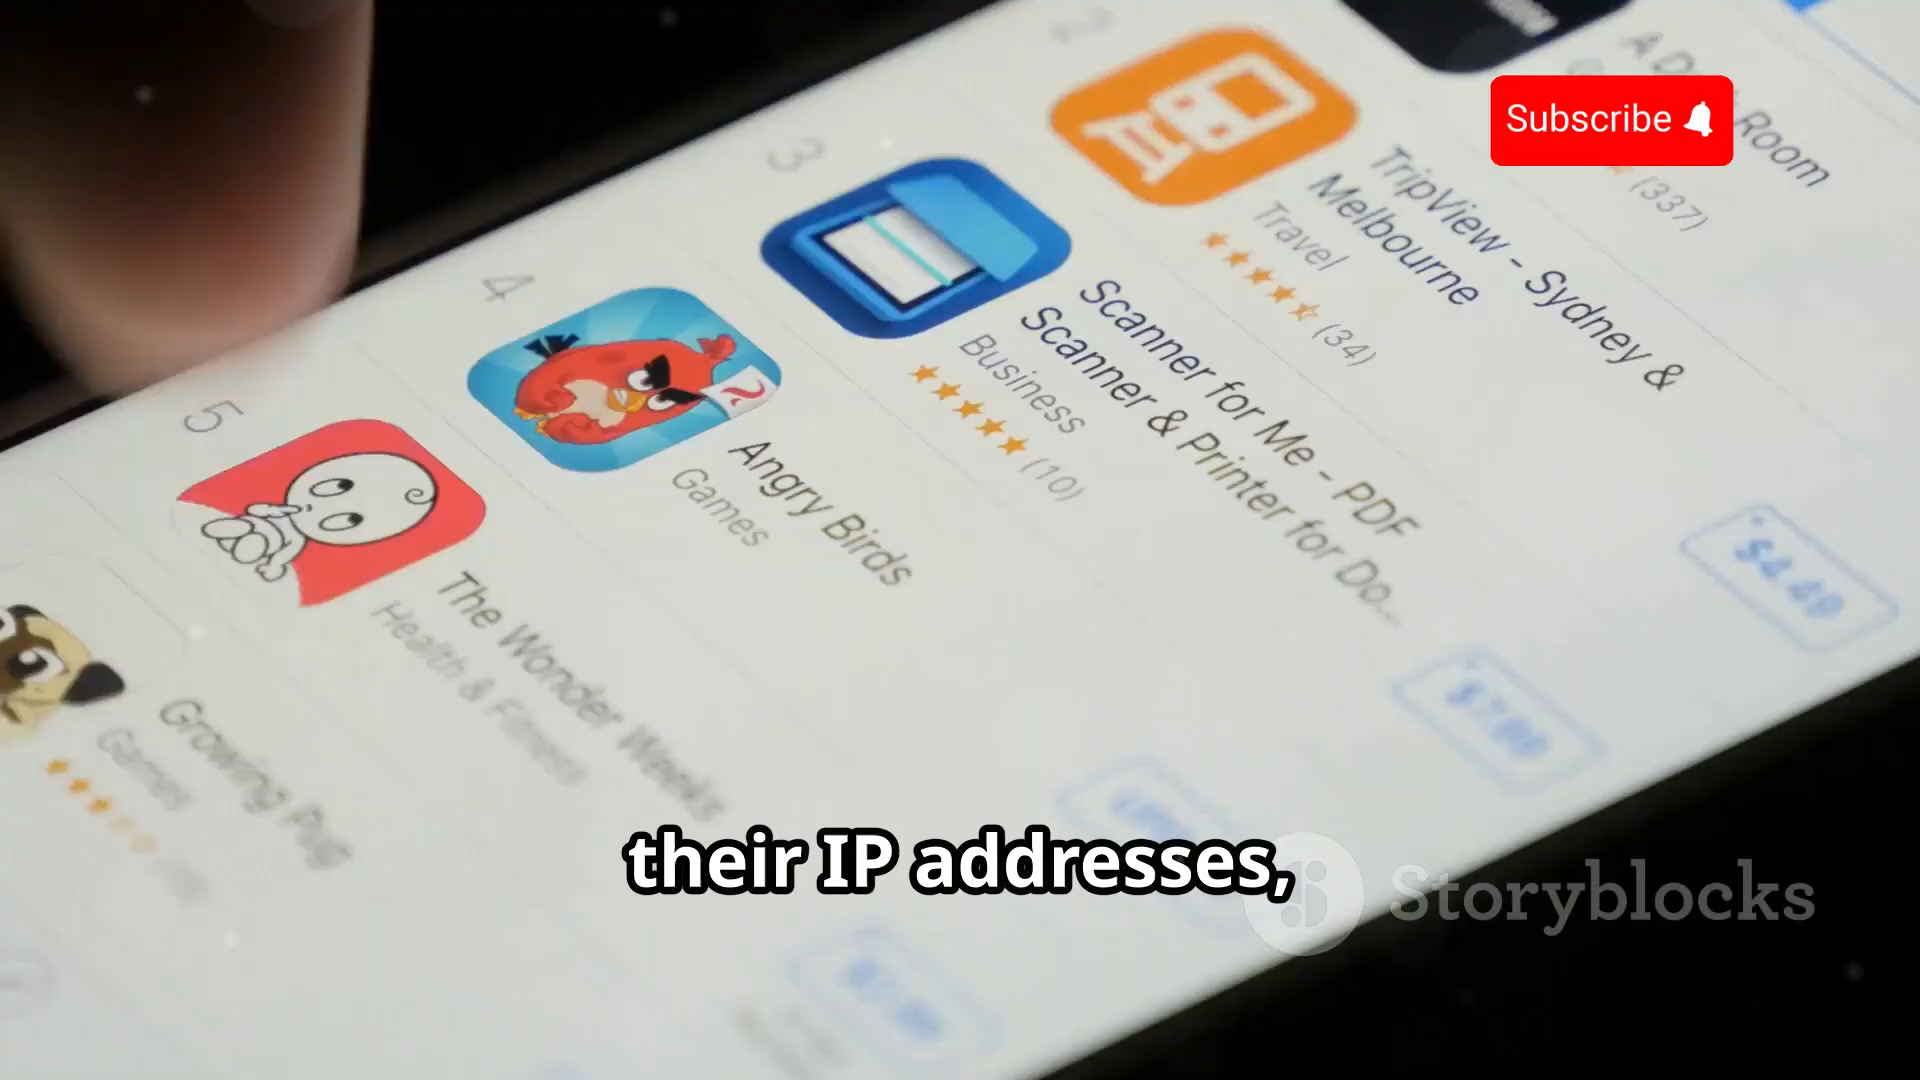 A D
Room
(337)
Subscribe
2
TripView - Sydney &
Melbourne
Travel
(34)
3
Scanner for Me - PDF
Scanner & Printer for Do...
Business
(10)
$4.49
4
Angry Birds
Games
$7.99
5
The Wonder Weeks
Health & Fitness
Growing Pug
Games
their IP addresses,
Storyblocks